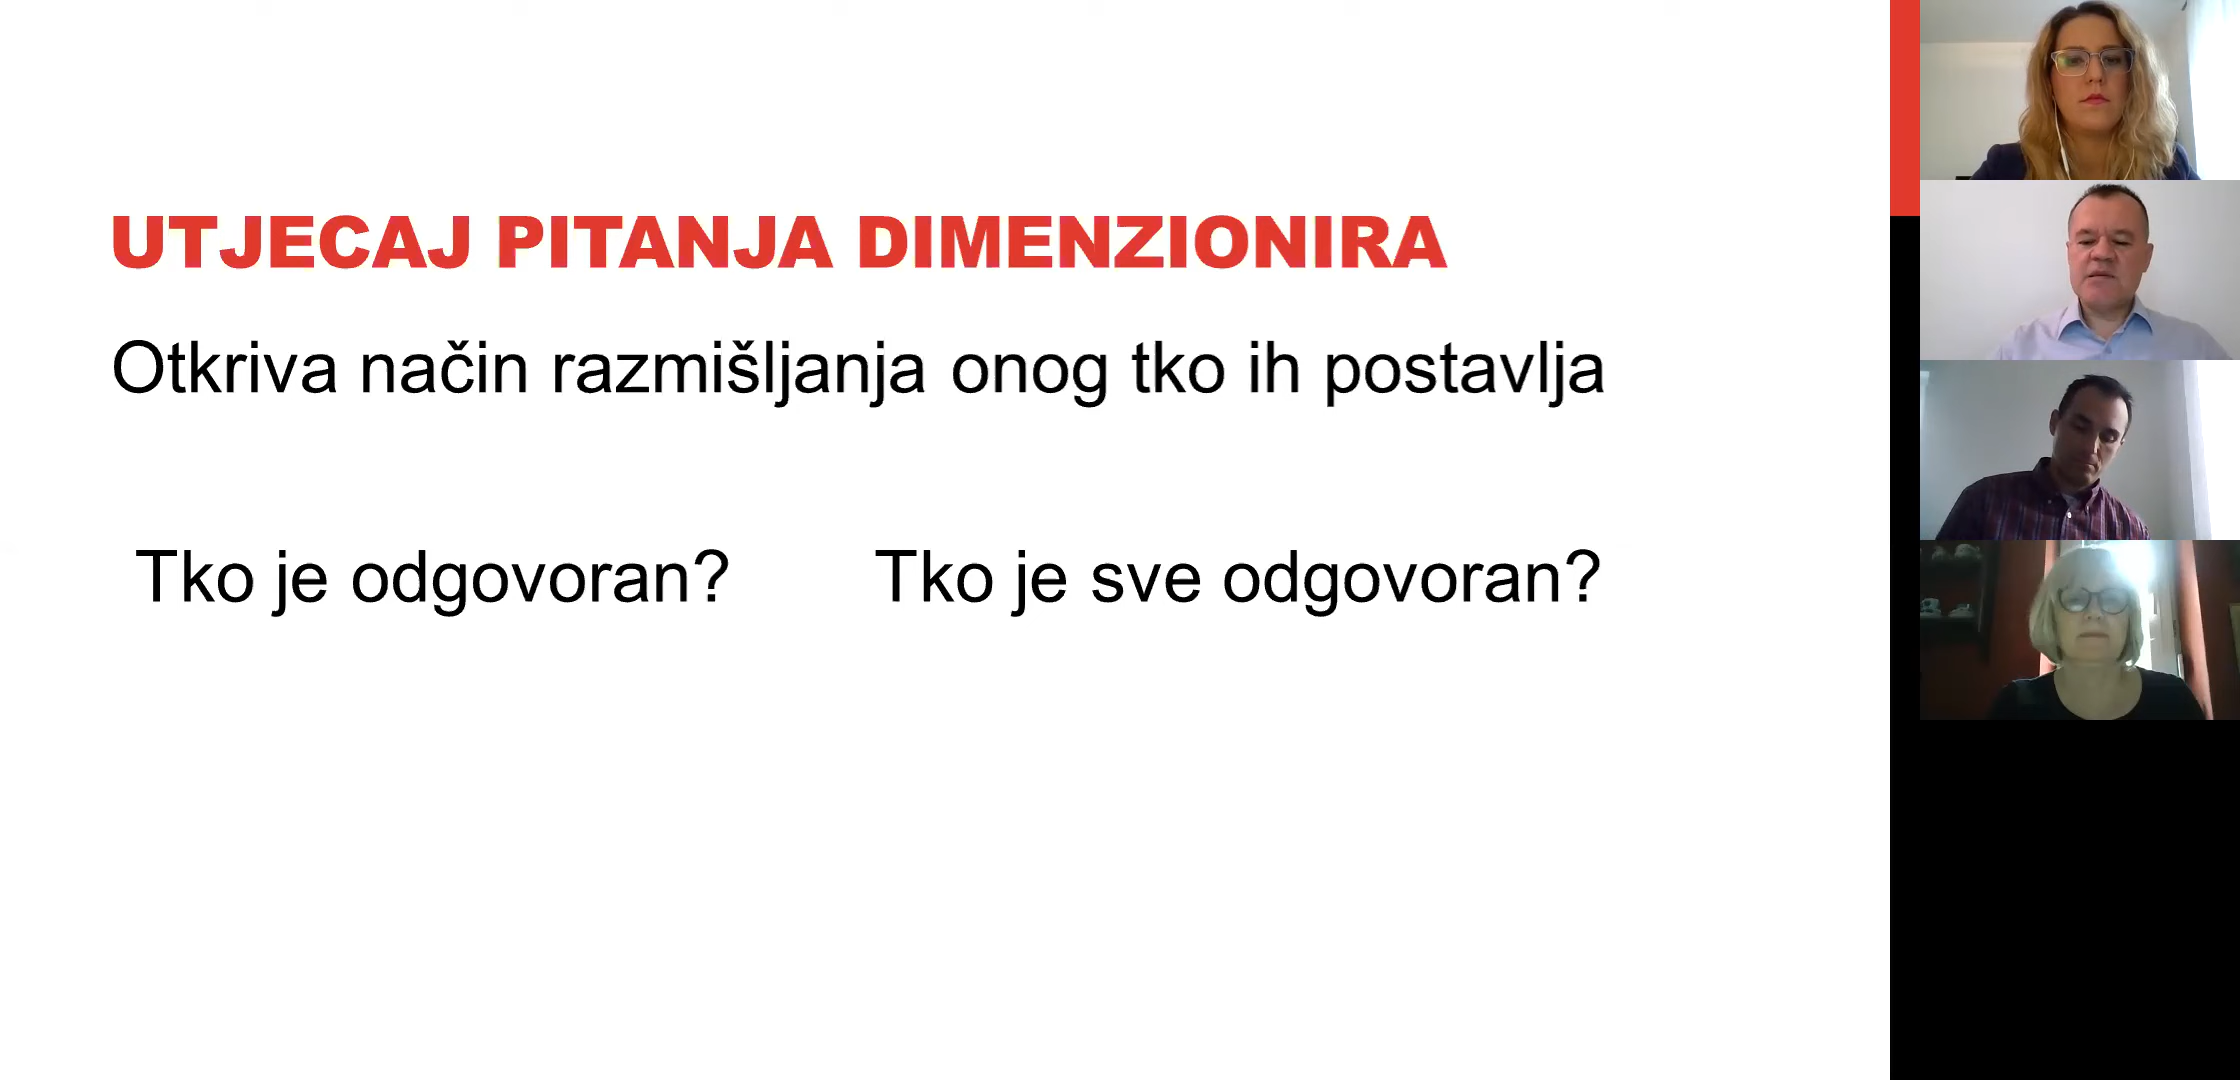 UTJECAJ PITANJA DIMENZIONIRA
Otkriva način razmišljanja onog tko ih postavlja
Tko je odgovoran? Tko je sve odgovoran?